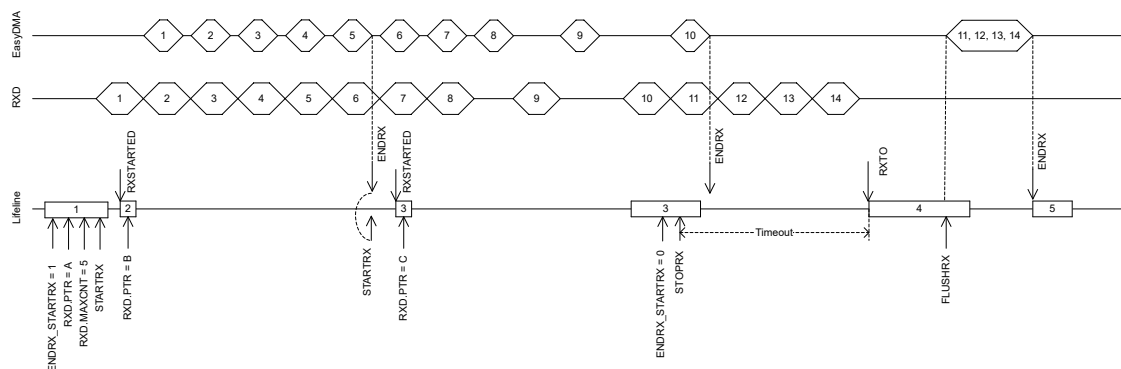 EasyDMA
1 2 3 4 5 6 7 8 9 10 11, 12, 13, 14
RXD
1 2 3 4 5 6 7 8 9 10 11 12 13 14
RXSTARTED
ENDRX
RXSTARTED
ENDRX
RXTO
ENDRX
Lifeline
1 2 3 3 4 5
Timeout
ENDRX_STARTRX = 1
RXD.PTR = A
RXD.MAXCNT = 5
STARTRX
RXD.PTR = B
STARTRX
RXD.PTR = C
ENDRX_STARTRX = 0
STOPRX
FLUSHRX